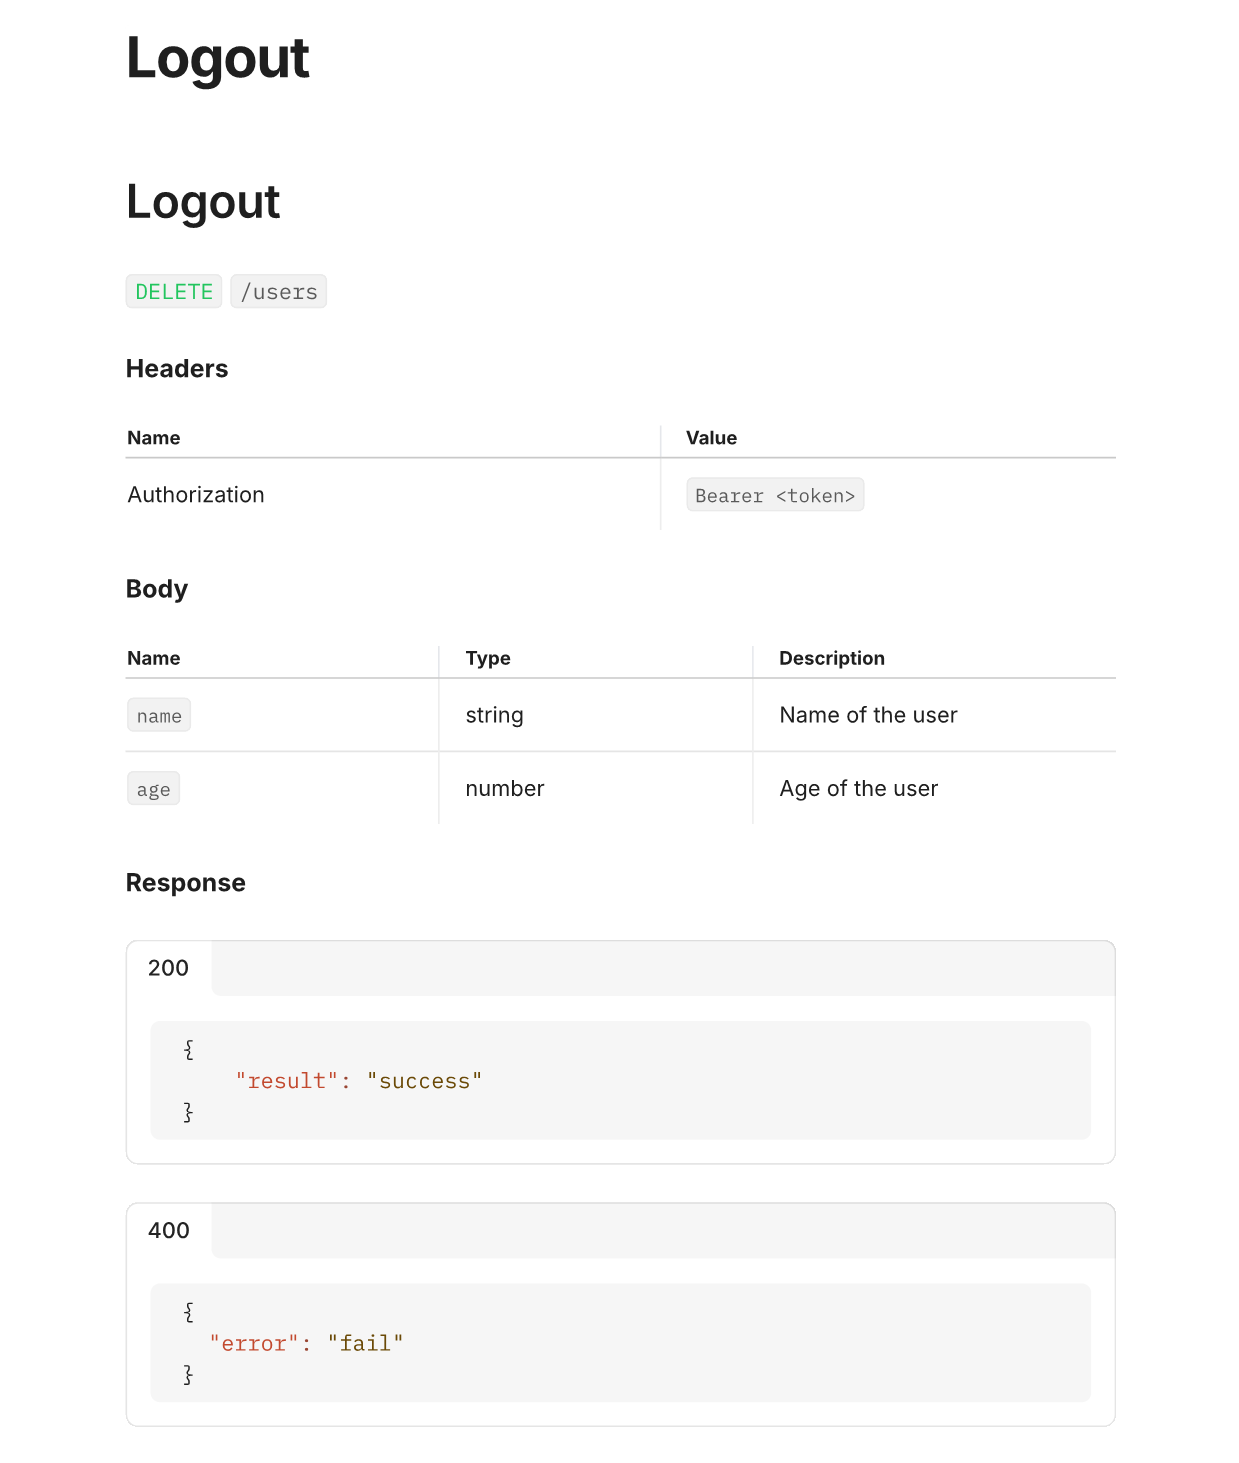 Logout
Logout
DELETE /users
Headers
Name Value
Authorization Bearer <token>
Body
Name Type Description
name string Name of the user
age number Age of the user
Response
200
{
    "result": "success"
}
400
{
  "error": "fail"
}